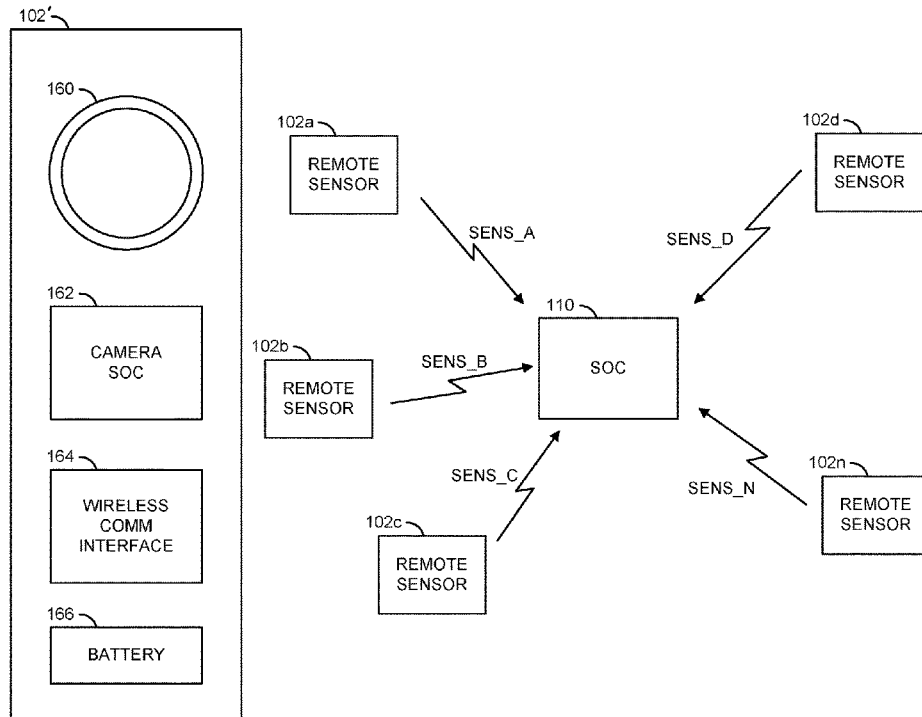 102'
160
162
CAMERA
SOC
164
WIRELESS
COMM
INTERFACE
166
BATTERY
102a
REMOTE
SENSOR
SENS_A
102d
REMOTE
SENSOR
SENS_D
110
SOC
102b
REMOTE
SENSOR
SENS_B
102c
REMOTE
SENSOR
SENS_C
102n
REMOTE
SENSOR
SENS_N